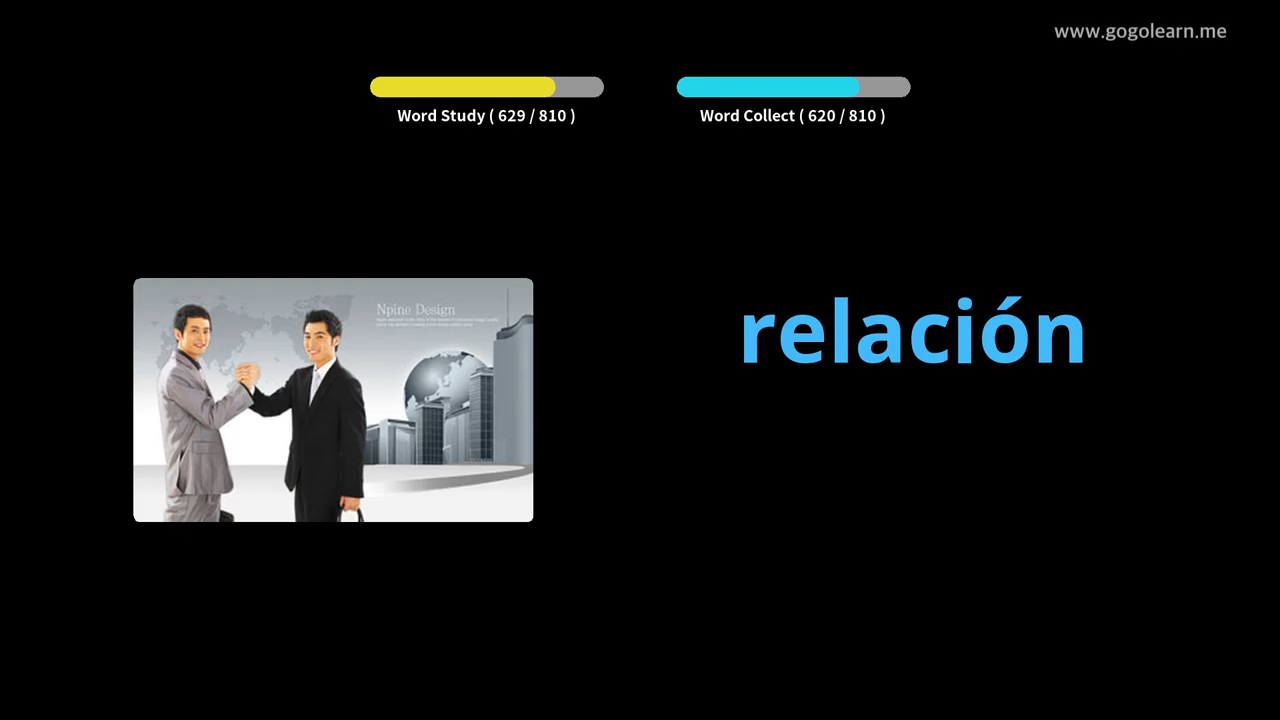 www.gogolearn.me
Word Study ( 629 / 810 )
Word Collect ( 620 / 810 )
Npine Design
relación